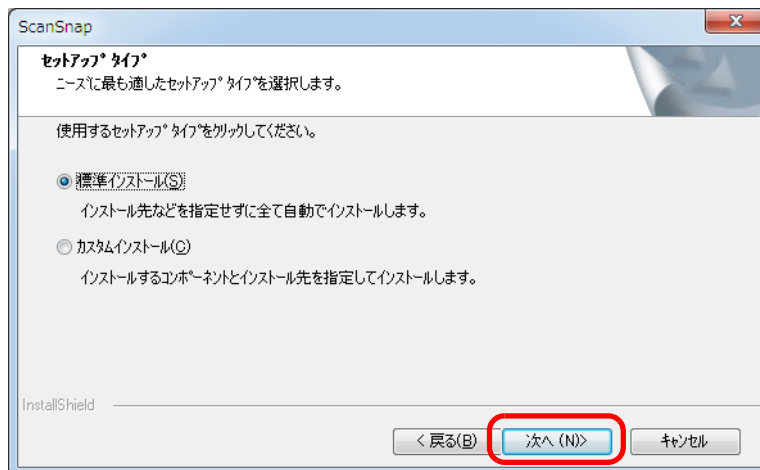 ScanSnap
セットアップ タイプ
ニーズに最も適したセットアップ タイプを選択します。
使用するセットアップ タイプをクリックしてください。
標準インストール(S)
インストール先などを指定せずに全て自動でインストールします。
カスタムインストール(C)
インストールするコンポーネントとインストール先を指定してインストールします。
InstallShield
< 戻る(B) 次へ (N)> キャンセル